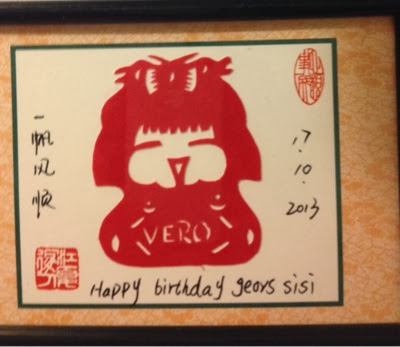 一帆风顺
17.
10.
2013
VERO
Happy birthday geors sisi